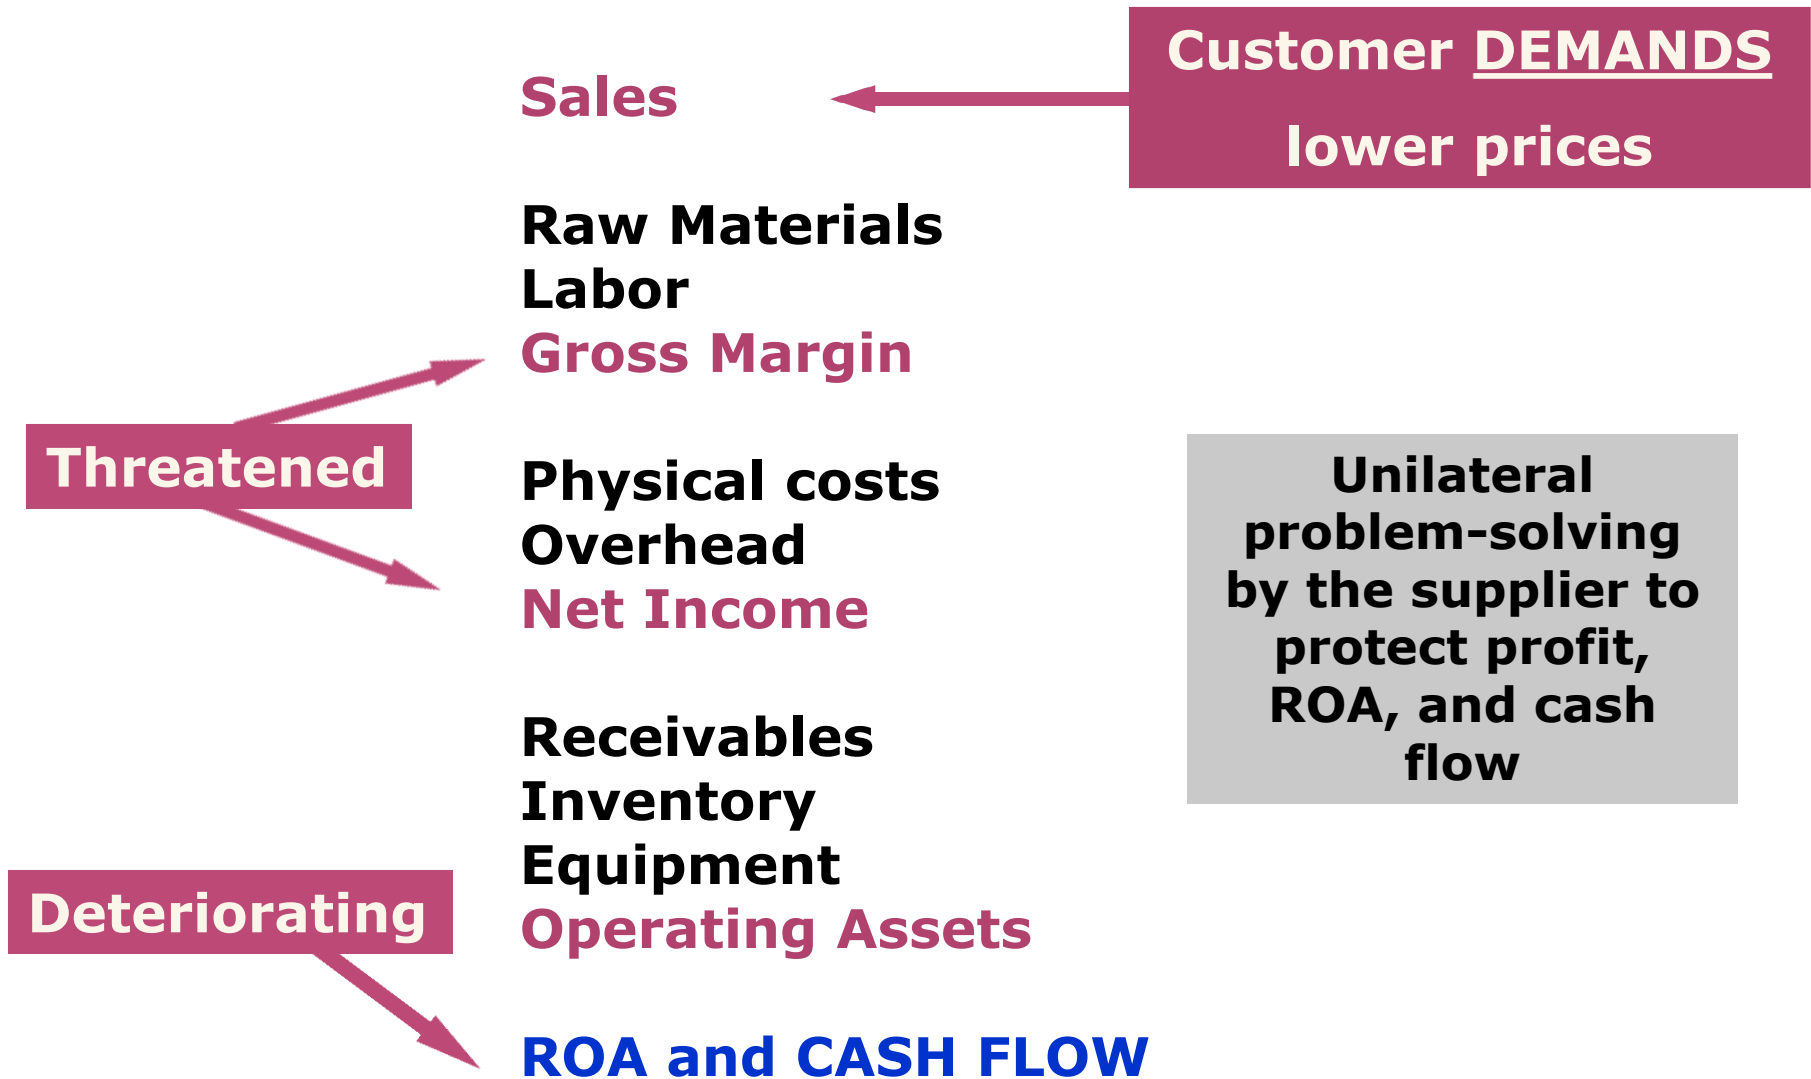 Customer DEMANDS
lower prices
Sales
Raw Materials
Labor
Gross Margin
Threatened
Physical costs
Overhead
Net Income
Unilateral
problem–solving
by the supplier to
protect profit,
ROA, and cash
flow
Receivables
Inventory
Equipment
Operating Assets
Deteriorating
ROA and CASH FLOW